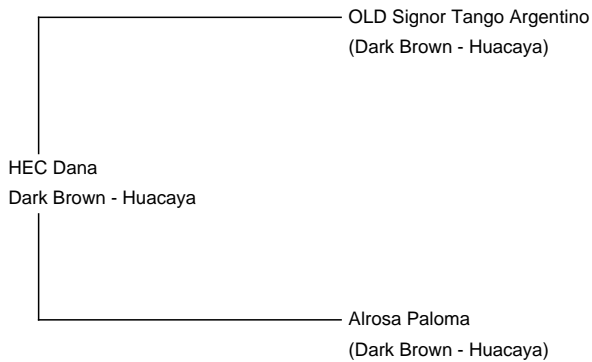 OLD Signor Tango Argentino
(Dark Brown - Huacaya)
HEC Dana
Dark Brown - Huacaya
Alrosa Paloma
(Dark Brown - Huacaya)